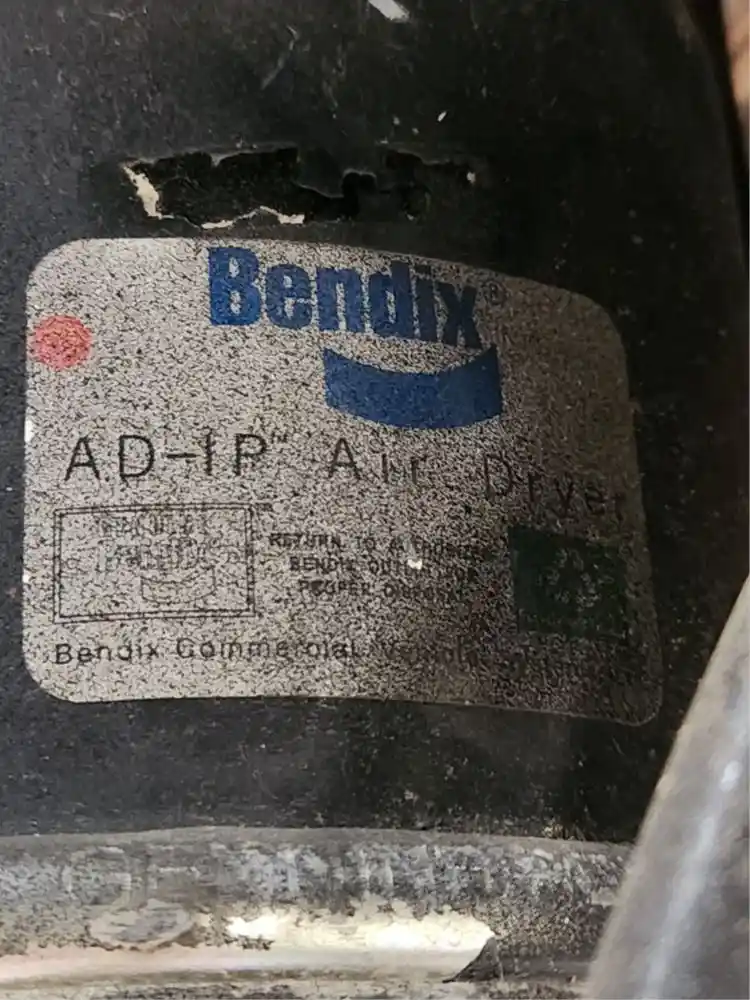 Bendix®
AD-IP™ Air Dryer
RETURN TO AUTHORIZED
BENDIX OUTLET FOR
PROPER DISPOSAL
Bendix Commercial Vehicle